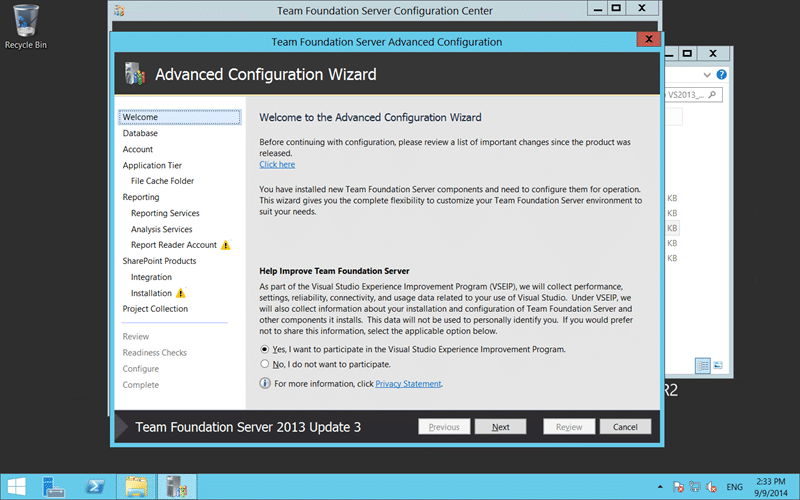 Team Foundation Server Configuration Center
Recycle Bin
Team Foundation Server Advanced Configuration
Advanced Configuration Wizard
VS2013_...
Welcome
Database
Account
Application Tier
File Cache Folder
Reporting
Reporting Services
Analysis Services
Report Reader Account
SharePoint Products
Integration
Installation
Project Collection
Review
Readiness Checks
Configure
Complete
Welcome to the Advanced Configuration Wizard
Before continuing with configuration, please review a list of important changes since the product was
released.
Click here
You have installed new Team Foundation Server components and need to configure them for operation.
This wizard gives you the complete flexibility to customize your Team Foundation Server environment to
suit your needs.
Help Improve Team Foundation Server
As part of the Visual Studio Experience Improvement Program (VSEIP), we will collect performance,
settings, reliability, connectivity, and usage data related to your use of Visual Studio. Under VSEIP, we
will also collect information about your installation and configuration of Team Foundation Server and
other components it installs. This data will not be used to personally identify you. If you would prefer
not to share this information, select the applicable option below.
Yes, I want to participate in the Visual Studio Experience Improvement Program.
No, I do not want to participate.
For more information, click Privacy Statement.
KB
KB
KB
KB
KB
R2
Team Foundation Server 2013 Update 3
Previous
Next
Review
Cancel
ENG
2:33 PM
9/9/2014